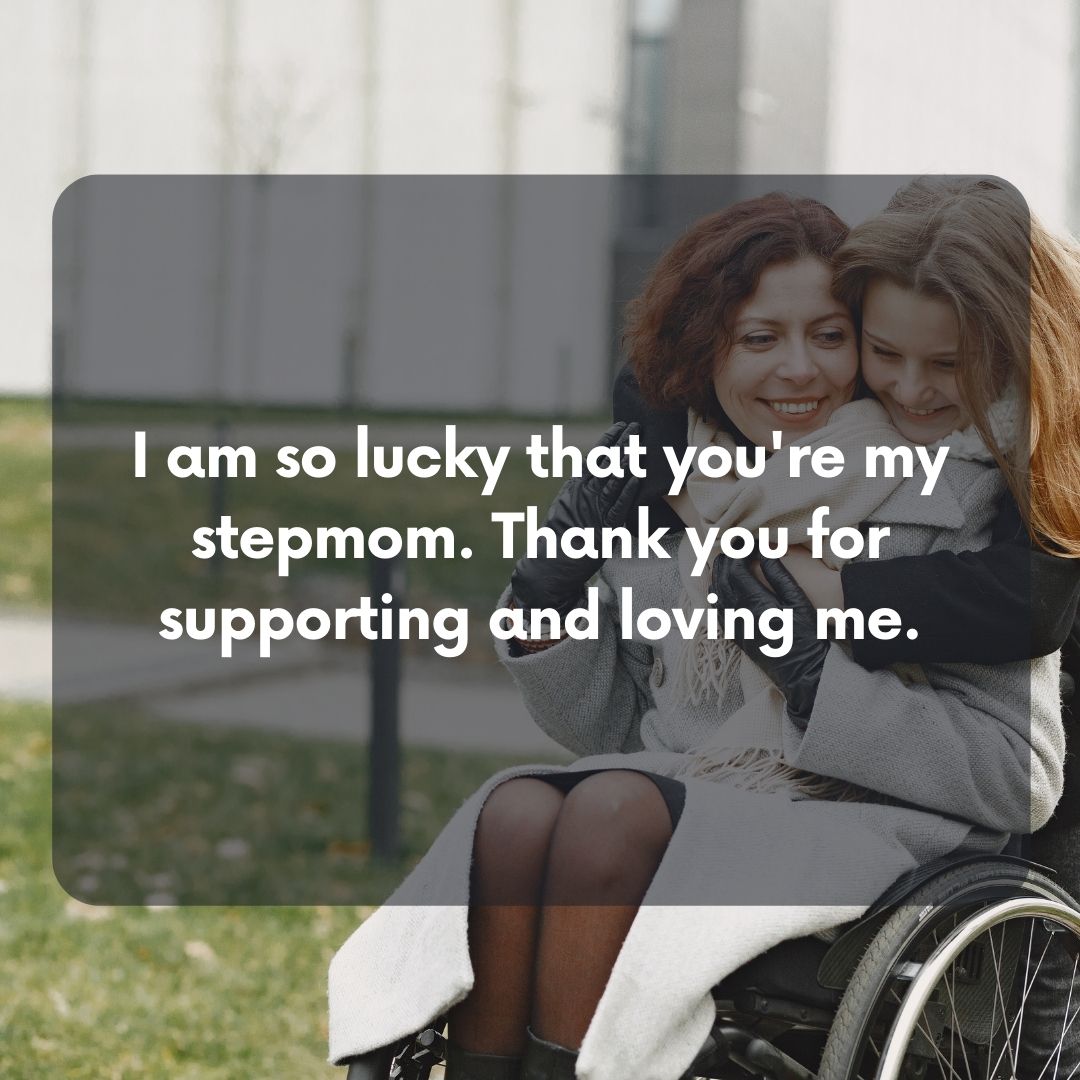 I am so lucky that you're my
stepmom. Thank you for
supporting and loving me.